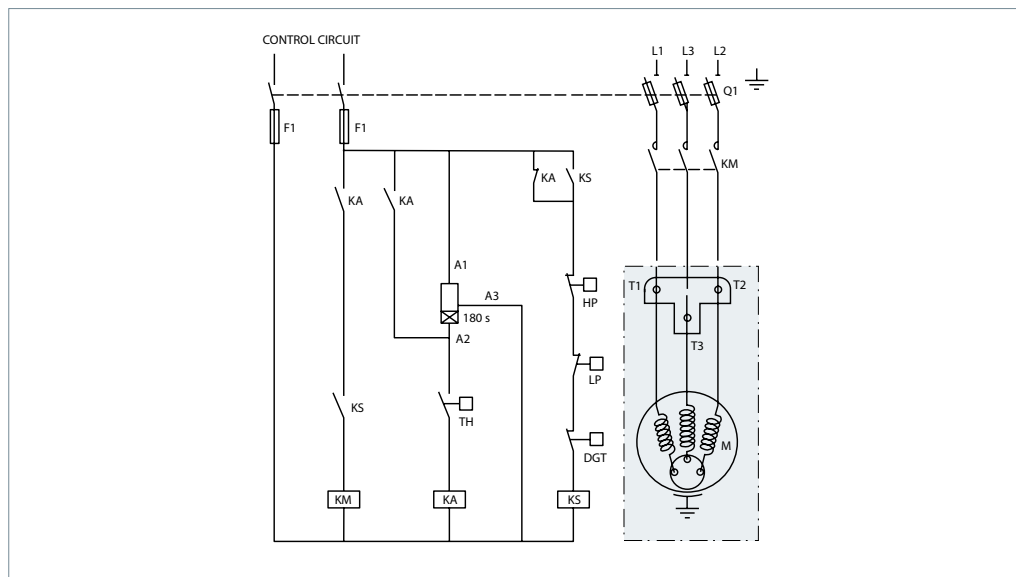 CONTROL CIRCUIT
L1 L3 L2
Q1
F1 F1
KM
KA KA KA KS
A1
A3
HP
180 s
A2
T1 T2
T3
LP
KS
TH
M
DGT
KM KA KS